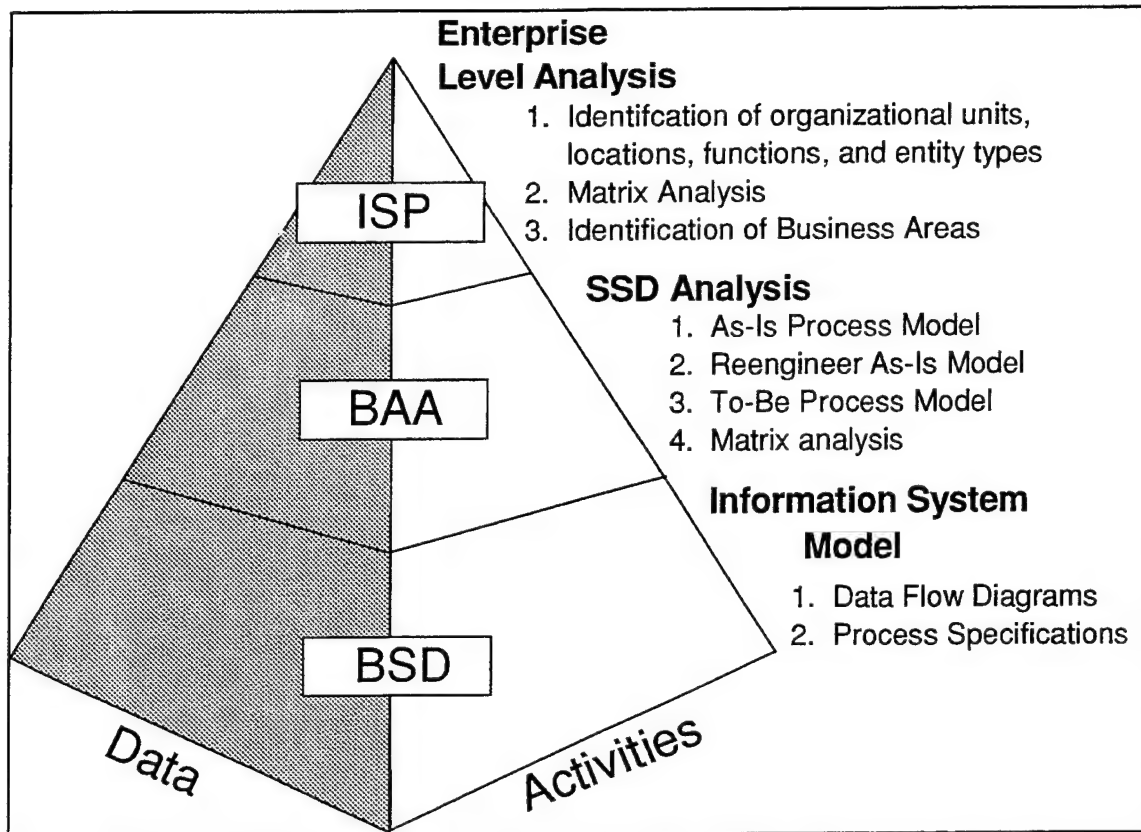 Enterprise
Level Analysis
1. Identifcation of organizational units,
locations, functions, and entity types
2. Matrix Analysis
3. Identification of Business Areas
ISP
SSD Analysis
1. As-Is Process Model
2. Reengineer As-Is Model
3. To-Be Process Model
4. Matrix analysis
BAA
Information System
Model
1. Data Flow Diagrams
2. Process Specifications
BSD
Data
Activities